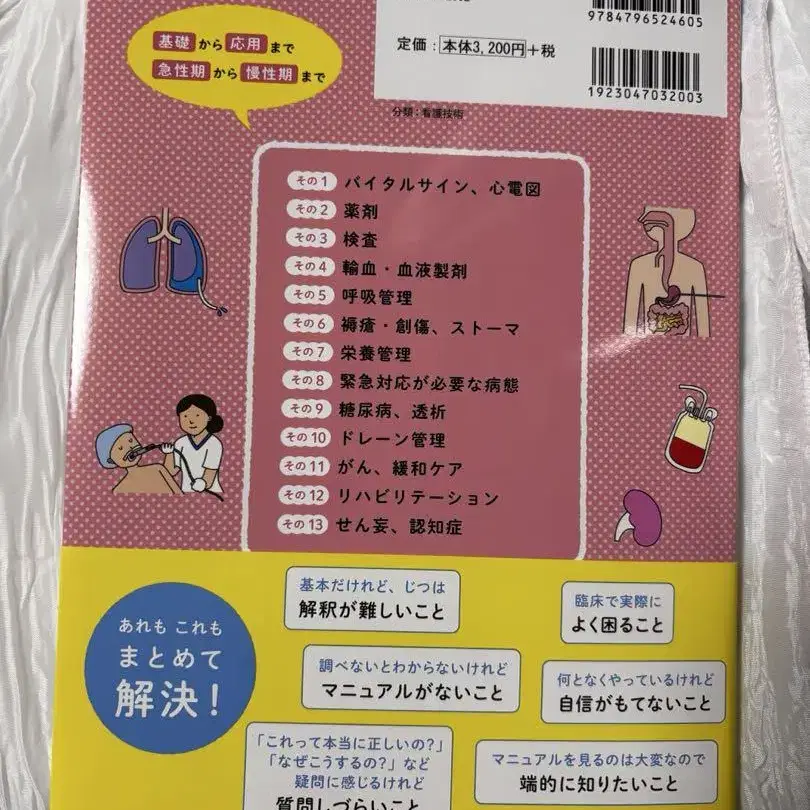 9784796524605
定価：本体3,200円＋税
1923047032003
分類：看護技術
基礎から応用まで
急性期から慢性期まで
その1 バイタルサイン、心電図
その2 薬剤
その3 検査
その4 輸血・血液製剤
その5 呼吸管理
その6 褥瘡・創傷、ストーマ
その7 栄養管理
その8 緊急対応が必要な病態
その9 糖尿病、透析
その10 ドレーン管理
その11 がん、緩和ケア
その12 リハビリテーション
その13 せん妄、認知症
あれも これも
まとめて
解決！
基本だけれど、じつは
解釈が難しいこと
臨床で実際に
よく困ること
調べないとわからないけれど
マニュアルがないこと
何となくやっているけれど
自信がもてないこと
「これって本当に正しいの？」
「なぜこうするの？」など
疑問に感じるけれど
質問しづらいこと
マニュアルを見るのは大変なので
端的に知りたいこと